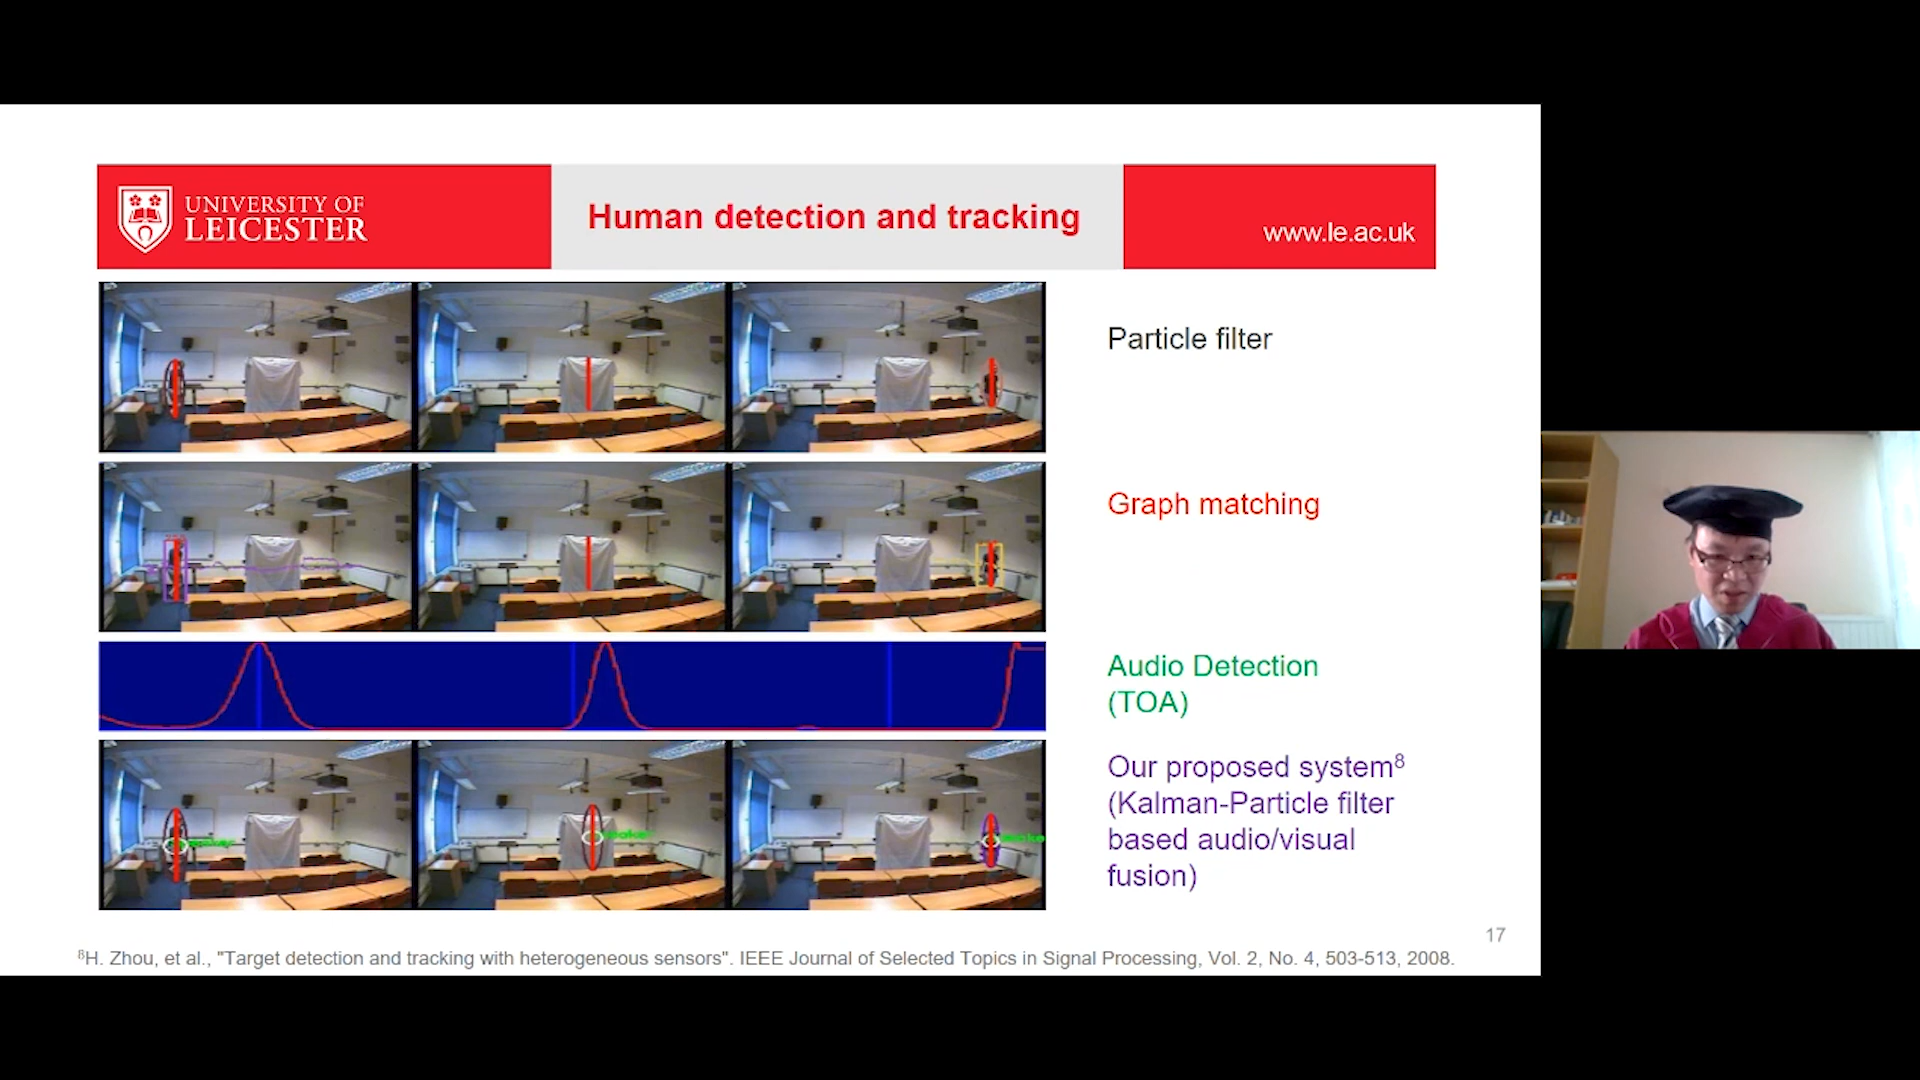 UNIVERSITY OF
LEICESTER
Human detection and tracking
www.le.ac.uk
Particle filter
Graph matching
Audio Detection
(TOA)
Our proposed system⁸
(Kalman-Particle filter
based audio/visual
fusion)
17
⁸H. Zhou, et al., "Target detection and tracking with heterogeneous sensors". IEEE Journal of Selected Topics in Signal Processing, Vol. 2, No. 4, 503-513, 2008.